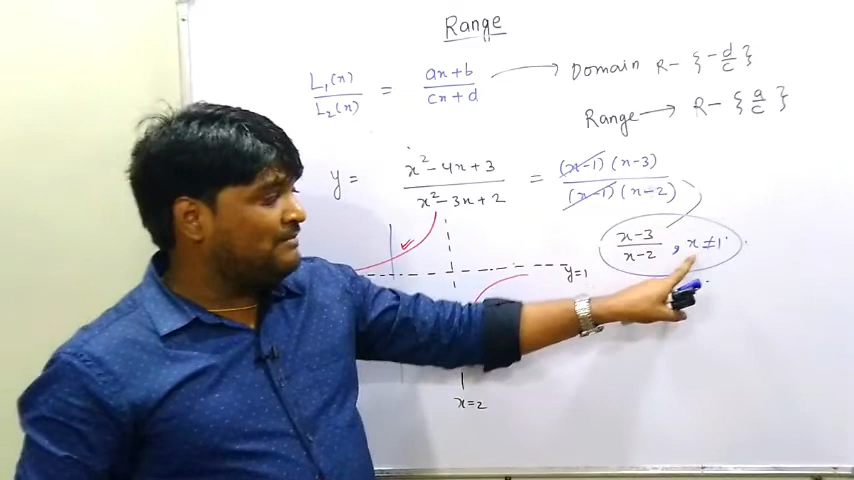 Range
L₁(x)/L₂(x) = (ax+b)/(cx+d) → Domain R- {-d/c}
Range → R- {a/c}
y = (x²-4x+3)/(x²-3x+2) = (x-1)(x-3)/(x-1)(x-2)
(x-3)/(x-2) , x≠1
y=1
x=2